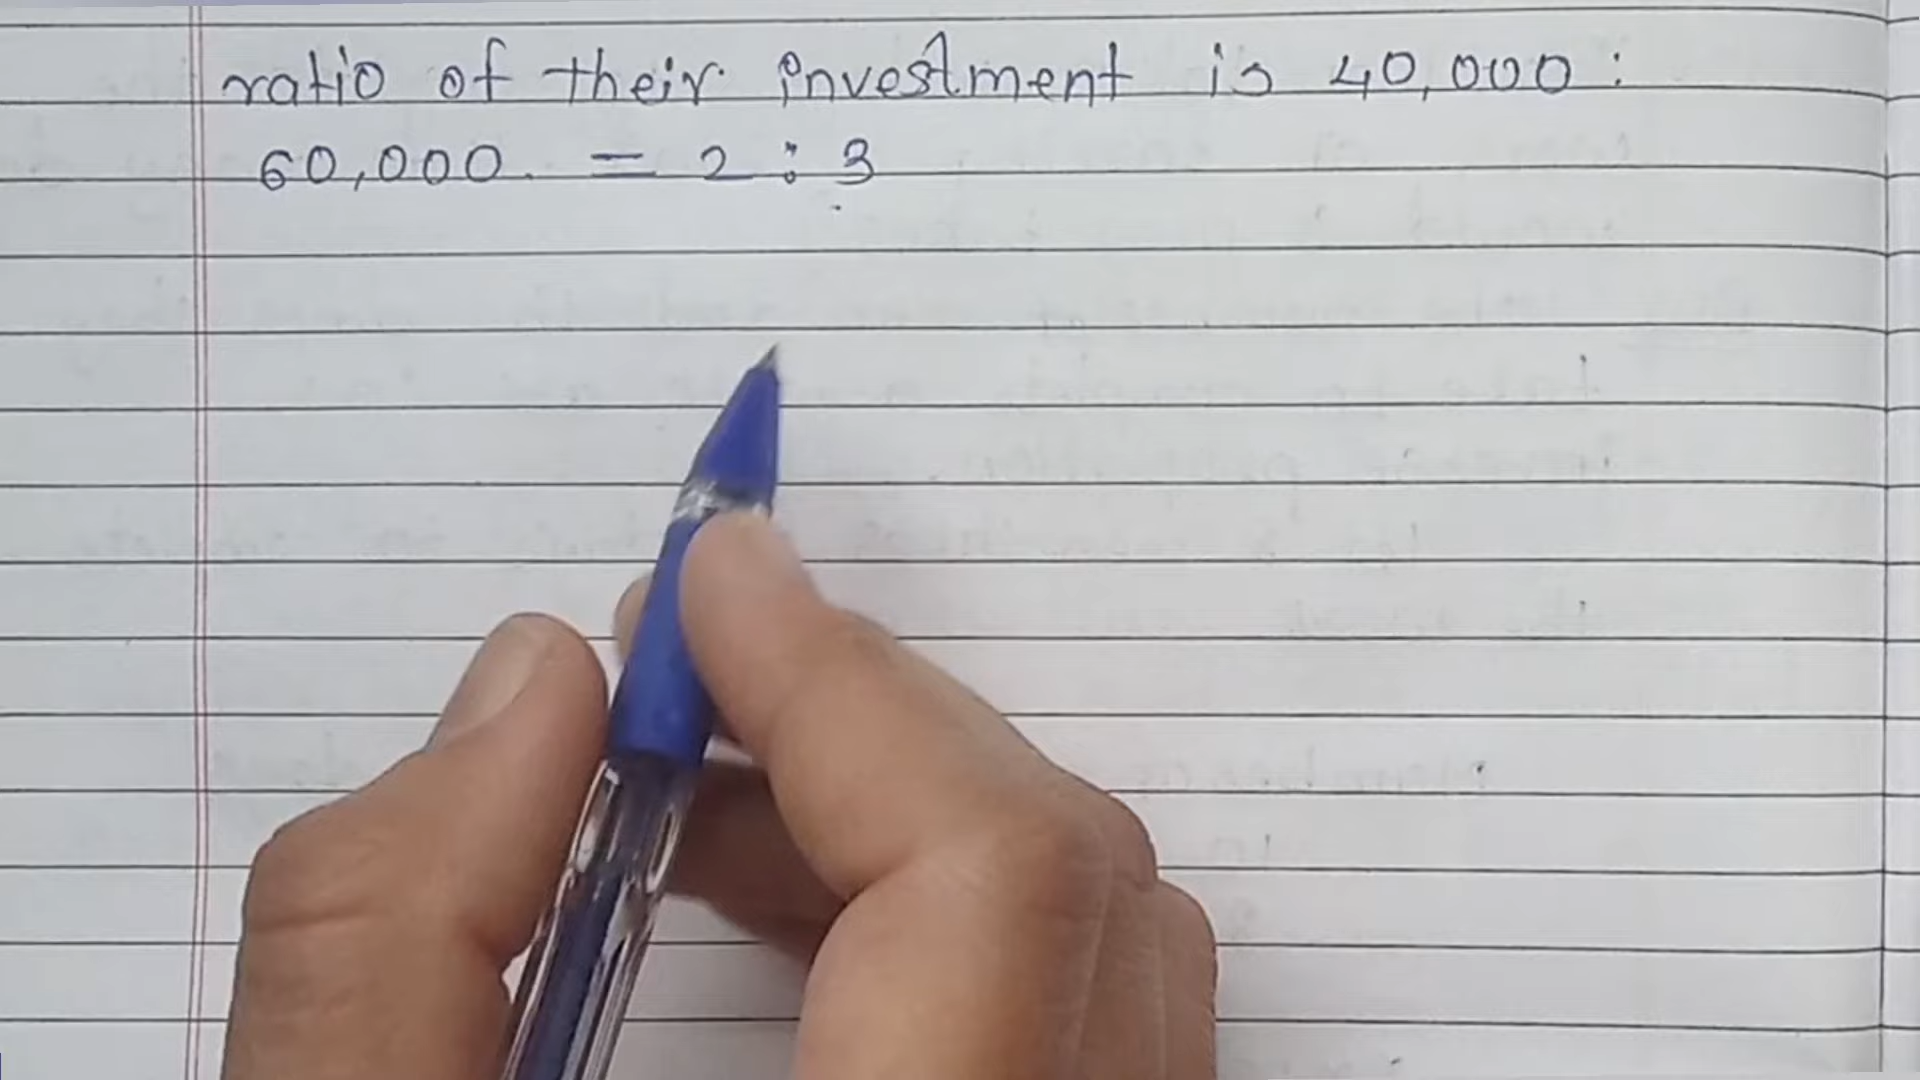 ratio of their investment is 40,000 :
60,000. = 2 : 3